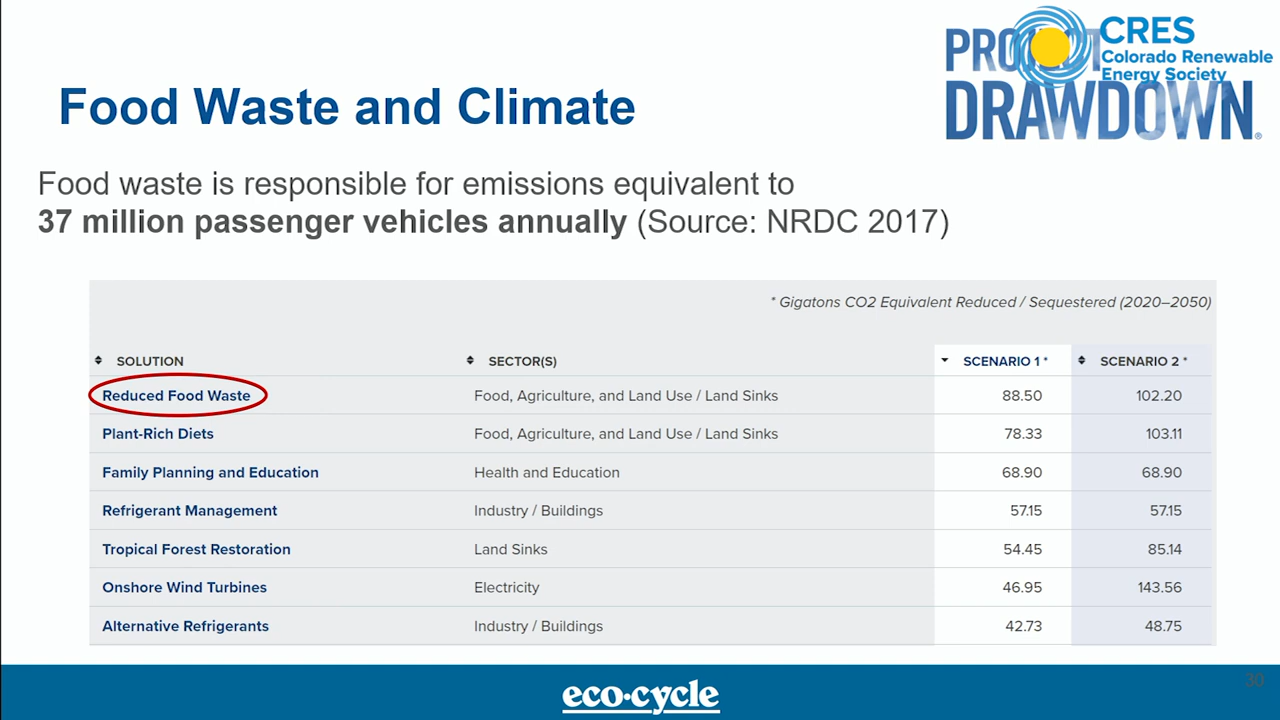 CRES
Colorado Renewable
Energy Society
PROJECT
DRAWDOWN®
Food Waste and Climate
Food waste is responsible for emissions equivalent to
37 million passenger vehicles annually (Source: NRDC 2017)
* Gigatons CO2 Equivalent Reduced / Sequestered (2020–2050)
SOLUTION SECTOR(S) SCENARIO 1 * SCENARIO 2 *
Reduced Food Waste Food, Agriculture, and Land Use / Land Sinks 88.50 102.20
Plant-Rich Diets Food, Agriculture, and Land Use / Land Sinks 78.33 103.11
Family Planning and Education Health and Education 68.90 68.90
Refrigerant Management Industry / Buildings 57.15 57.15
Tropical Forest Restoration Land Sinks 54.45 85.14
Onshore Wind Turbines Electricity 46.95 143.56
Alternative Refrigerants Industry / Buildings 42.73 48.75
eco·cycle
30